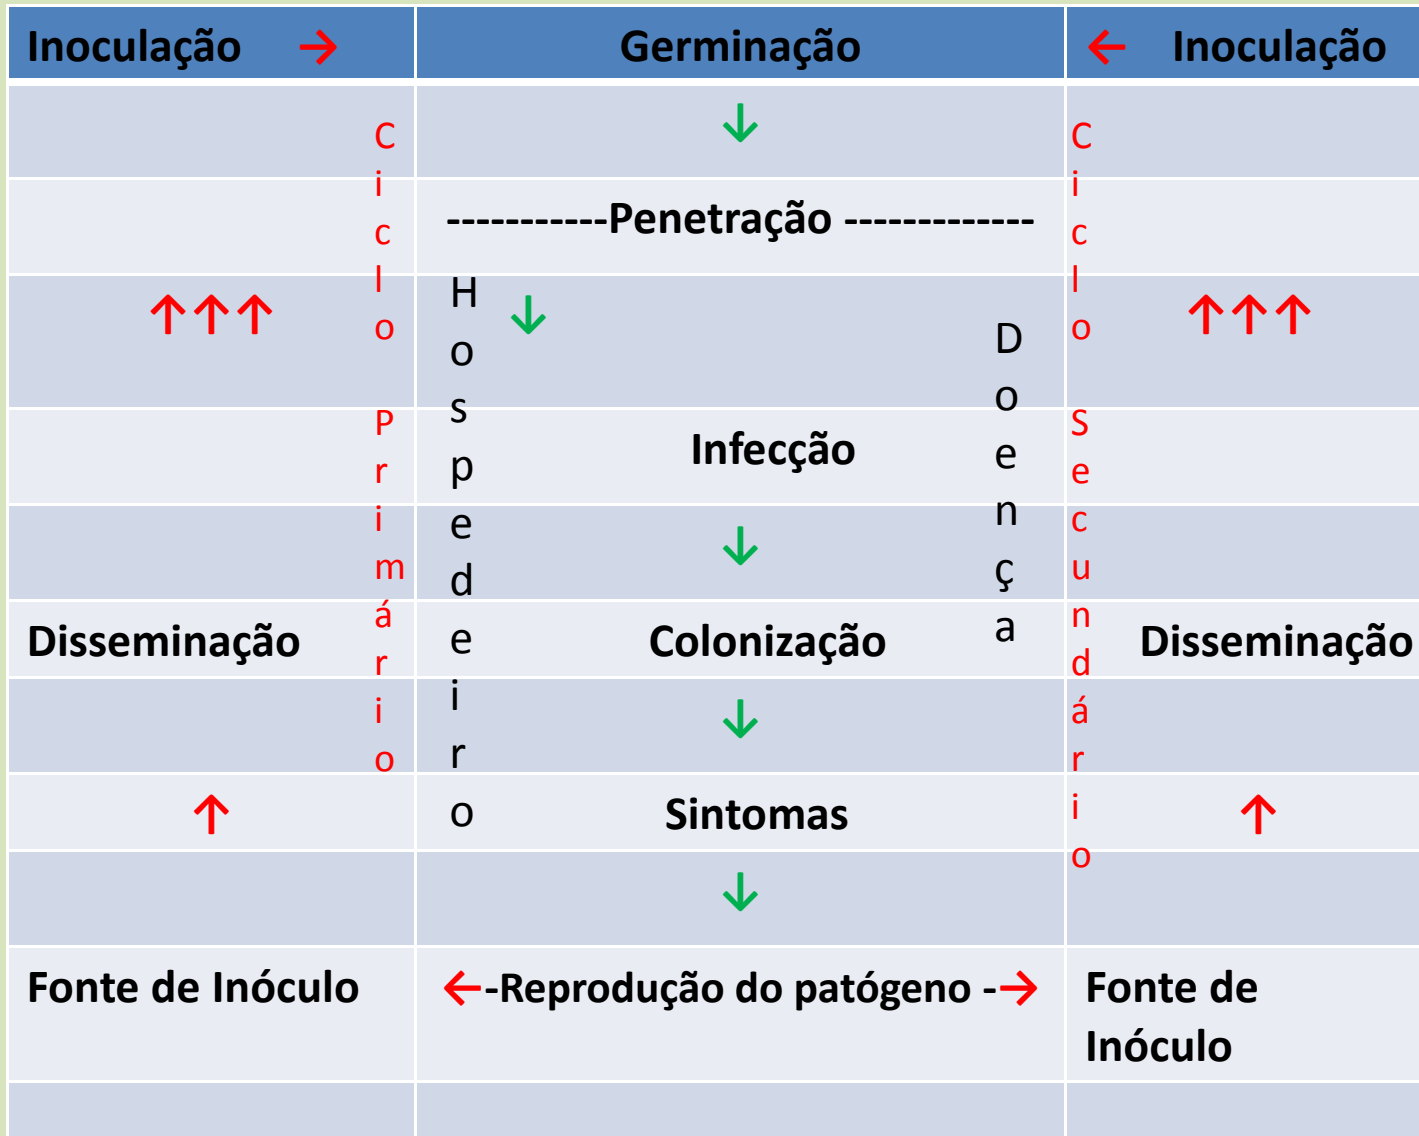 Inoculação →
Germinação
← Inoculação
↓
-----------Penetração -------------
↑↑↑
↓
↑↑↑
Infecção
↓
Disseminação
Colonização
Disseminação
↓
↑
Sintomas
↑
↓
Fonte de Inóculo
←-Reprodução do patógeno -→
Fonte de
Inóculo
Ciclo Primário
Hospedeiro
Doença
Ciclo Secundário